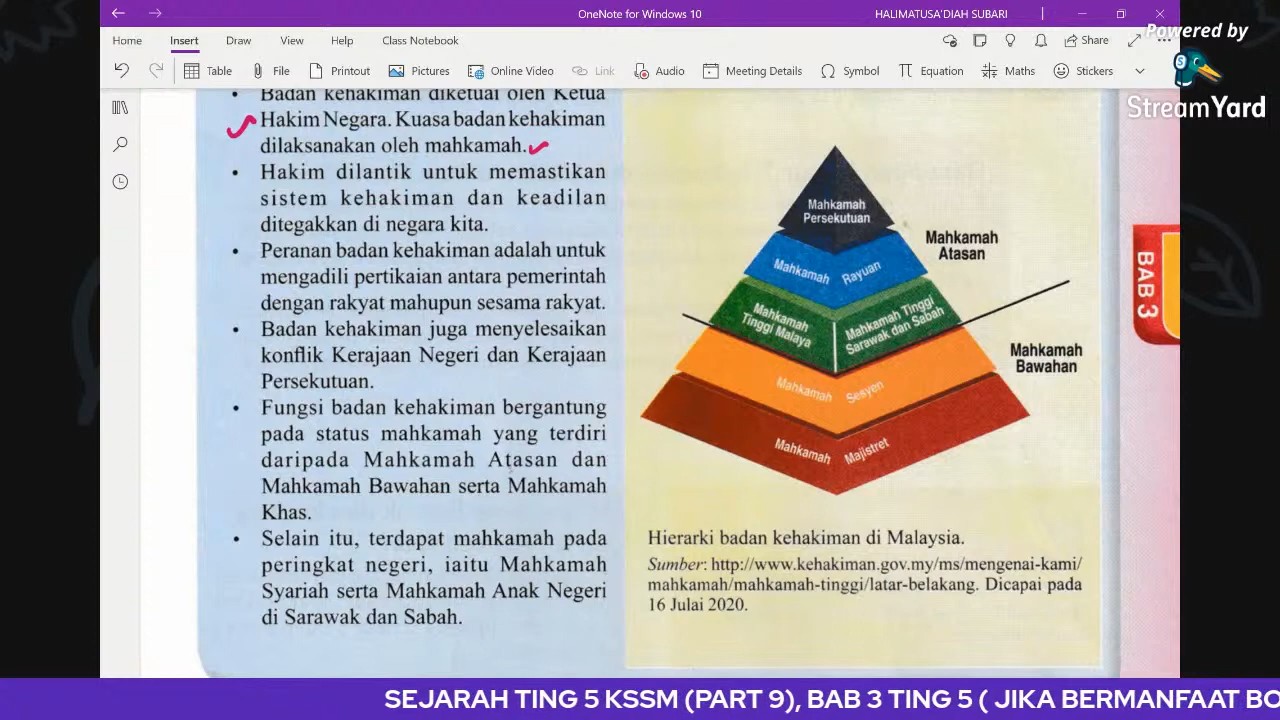 OneNote for Windows 10
HALIMATUSA'DIAH SUBARI
Powered by
StreamYard
Home Insert Draw View Help Class Notebook
Share
Table File Printout Pictures Online Video Link Audio Meeting Details Symbol Equation Maths Stickers
• Badan kehakiman diketuai oleh Ketua
Hakim Negara. Kuasa badan kehakiman
dilaksanakan oleh mahkamah.
• Hakim dilantik untuk memastikan
sistem kehakiman dan keadilan
ditegakkan di negara kita.
• Peranan badan kehakiman adalah untuk
mengadili pertikaian antara pemerintah
dengan rakyat mahupun sesama rakyat.
• Badan kehakiman juga menyelesaikan
konflik Kerajaan Negeri dan Kerajaan
Persekutuan.
• Fungsi badan kehakiman bergantung
pada status mahkamah yang terdiri
daripada Mahkamah Atasan dan
Mahkamah Bawahan serta Mahkamah
Khas.
• Selain itu, terdapat mahkamah pada
peringkat negeri, iaitu Mahkamah
Syariah serta Mahkamah Anak Negeri
di Sarawak dan Sabah.
Mahkamah
Persekutuan
Mahkamah Rayuan
Mahkamah
Tinggi Malaya
Mahkamah Tinggi
Sarawak dan Sabah
Mahkamah Sesyen
Mahkamah Majistret
Mahkamah
Atasan
Mahkamah
Bawahan
Hierarki badan kehakiman di Malaysia.
Sumber: http://www.kehakiman.gov.my/ms/mengenai-kami/
mahkamah/mahkamah-tinggi/latar-belakang. Dicapai pada
16 Julai 2020.
BAB 3
SEJARAH TING 5 KSSM (PART 9), BAB 3 TING 5 ( JIKA BERMANFAAT BO